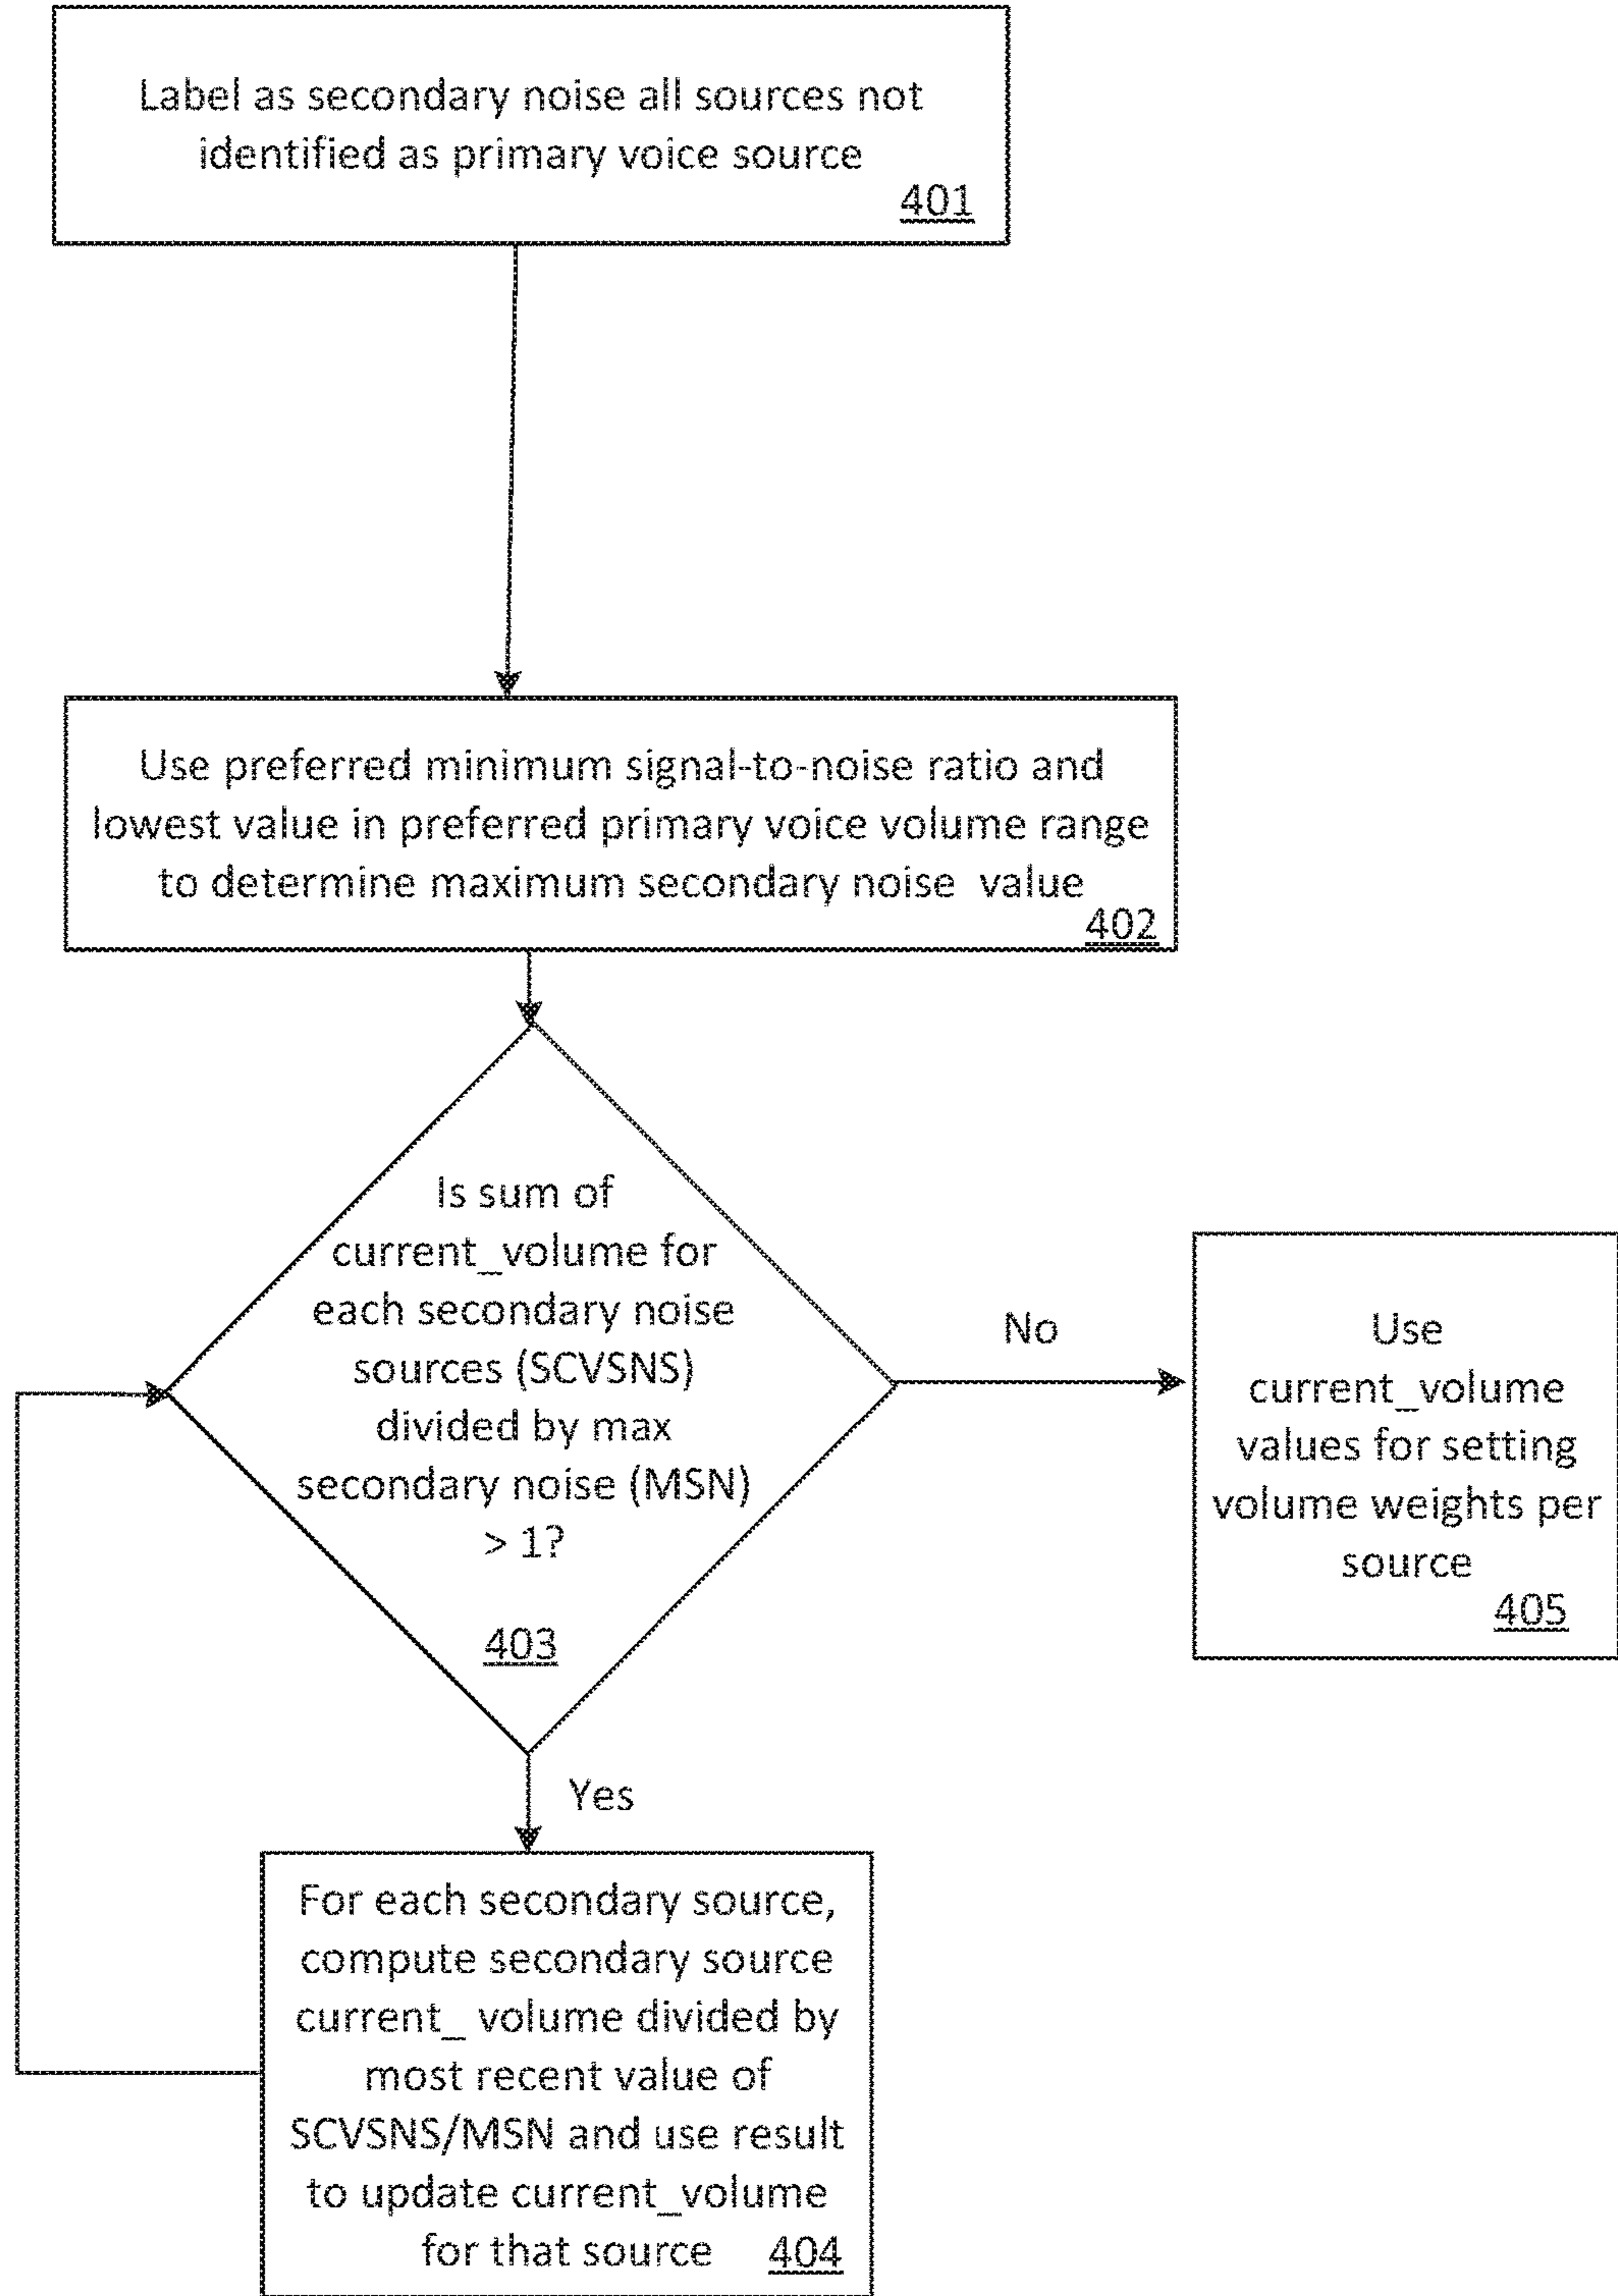 Label as secondary noise all sources not
identified as primary voice source
401
Use preferred minimum signal-to-noise ratio and
lowest value in preferred primary voice volume range
to determine maximum secondary noise value
402
Is sum of
current_volume for
each secondary noise
sources (SCVSNS)
divided by max
secondary noise (MSN)
> 1?
403
No
Use
current_volume
values for setting
volume weights per
source
405
Yes
For each secondary source,
compute secondary source
current_ volume divided by
most recent value of
SCVSNS/MSN and use result
to update current_volume
for that source 404